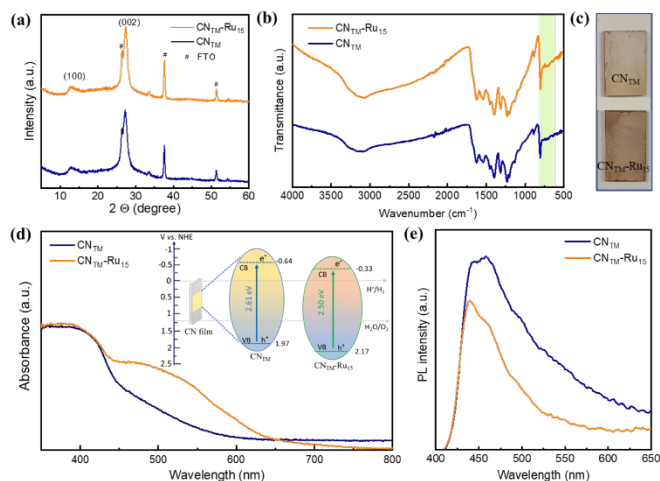 (a)
(002)
CN_TM-Ru_15
CN_TM
# FTO
#
(100)
#
#
Intensity (a.u.)
10 20 30 40 50 60
2 Θ (degree)
(b)
CN_TM-Ru_15
CN_TM
Transmittance (a.u.)
4000 3500 3000 2500 2000 1500 1000 500
Wavenumber (cm⁻¹)
(c)
CN_TM
CN_TM-Ru_15
(d)
CN_TM
CN_TM-Ru_15
V vs. NHE
-1
-0.5
0
0.5
1
1.5
2
2.5
CN film
e⁻
-0.64
CB
2.61 eV
VB
h⁺
1.97
CN_TM
e⁻
-0.33
CB
2.50 eV
VB
h⁺
2.17
CN_TM-Ru_15
H⁺/H₂
H₂O/O₂
Absorbance (a.u.)
400 500 600 700 800
Wavelength (nm)
(e)
CN_TM
CN_TM-Ru_15
PL intensity (a.u.)
400 450 500 550 600 650
Wavelength (nm)